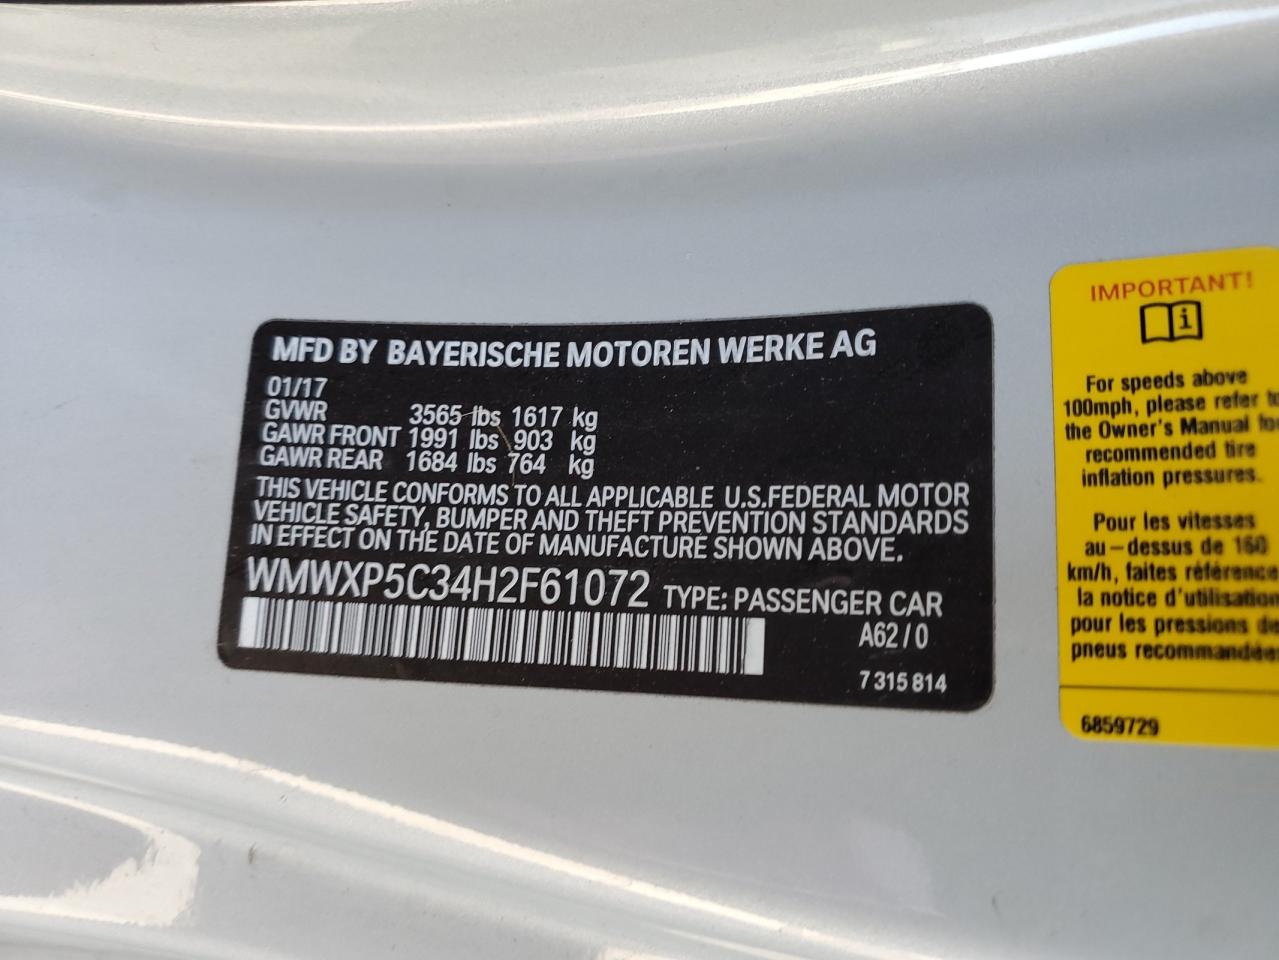 MFD BY BAYERISCHE MOTOREN WERKE AG
01/17
GVWR 3565 lbs 1617 kg
GAWR FRONT 1991 lbs 903 kg
GAWR REAR 1684 lbs 764 kg
THIS VEHICLE CONFORMS TO ALL APPLICABLE U.S.FEDERAL MOTOR
VEHICLE SAFETY, BUMPER AND THEFT PREVENTION STANDARDS
IN EFFECT ON THE DATE OF MANUFACTURE SHOWN ABOVE.
WMWXP5C34H2F61072 TYPE: PASSENGER CAR
A62/0
7 315 814
IMPORTANT!
i
For speeds above
100mph, please refer to
the Owner's Manual for
recommended tire
inflation pressures.
Pour les vitesses
au-dessus de 160
km/h, faites référence
la notice d'utilisation
pour les pressions de
pneus recommandées
6859729